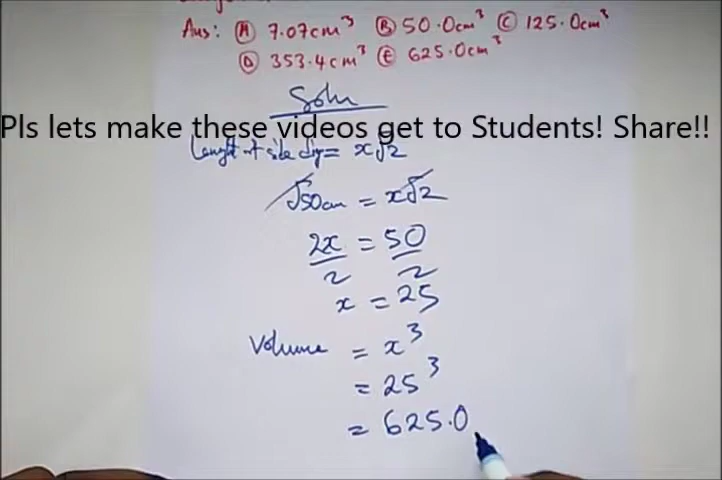 Ans: (A) 7.07cm³ (B) 50.0cm³ (C) 125.0cm³
(D) 353.4cm³ (E) 625.0cm³
Soln
Pls lets make these videos get to Students! Share!!
Lenght of side diag = x√2
√50cm = x√2
2x/2 = 50/2
x = 25
Volume = x³
= 25³
= 625.0